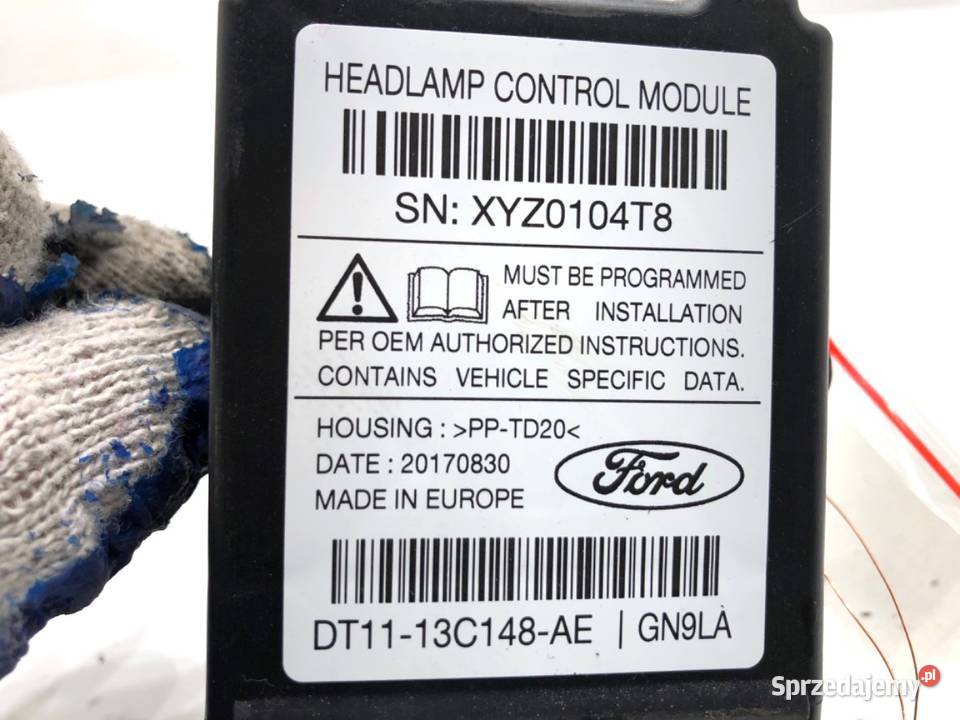 HEADLAMP CONTROL MODULE
SN: XYZ0104T8
MUST BE PROGRAMMED
AFTER INSTALLATION
PER OEM AUTHORIZED INSTRUCTIONS.
CONTAINS VEHICLE SPECIFIC DATA.
HOUSING : >PP-TD20<
DATE : 20170830
MADE IN EUROPE
Ford
DT11-13C148-AE | GN9LA
Sprzedajemy.pl